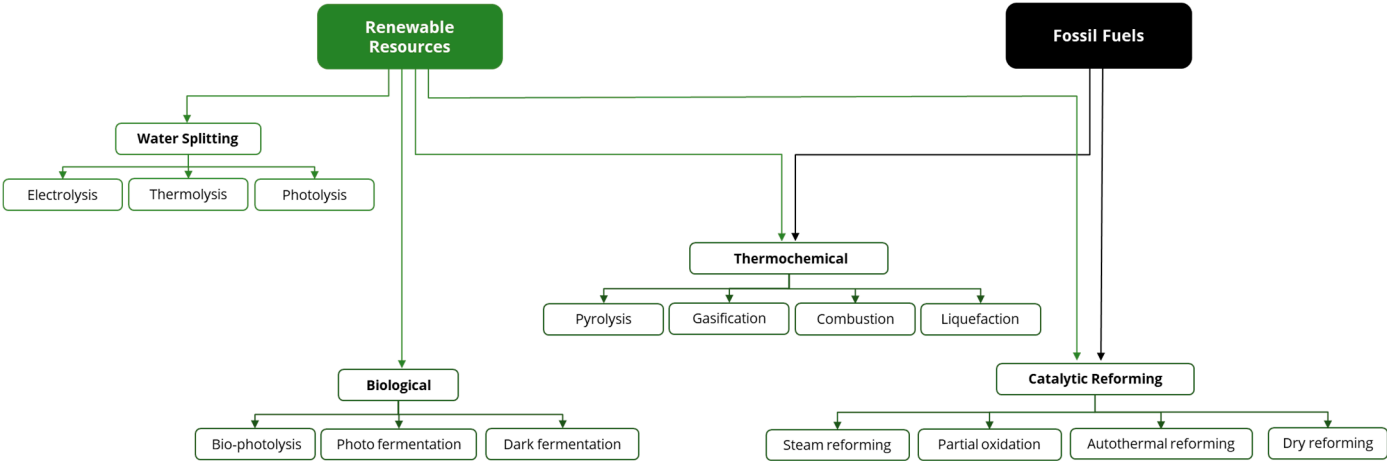 Renewable
Resources
Fossil Fuels
Water Splitting
Electrolysis
Thermolysis
Photolysis
Thermochemical
Pyrolysis
Gasification
Combustion
Liquefaction
Biological
Bio-photolysis
Photo fermentation
Dark fermentation
Catalytic Reforming
Steam reforming
Partial oxidation
Autothermal reforming
Dry reforming